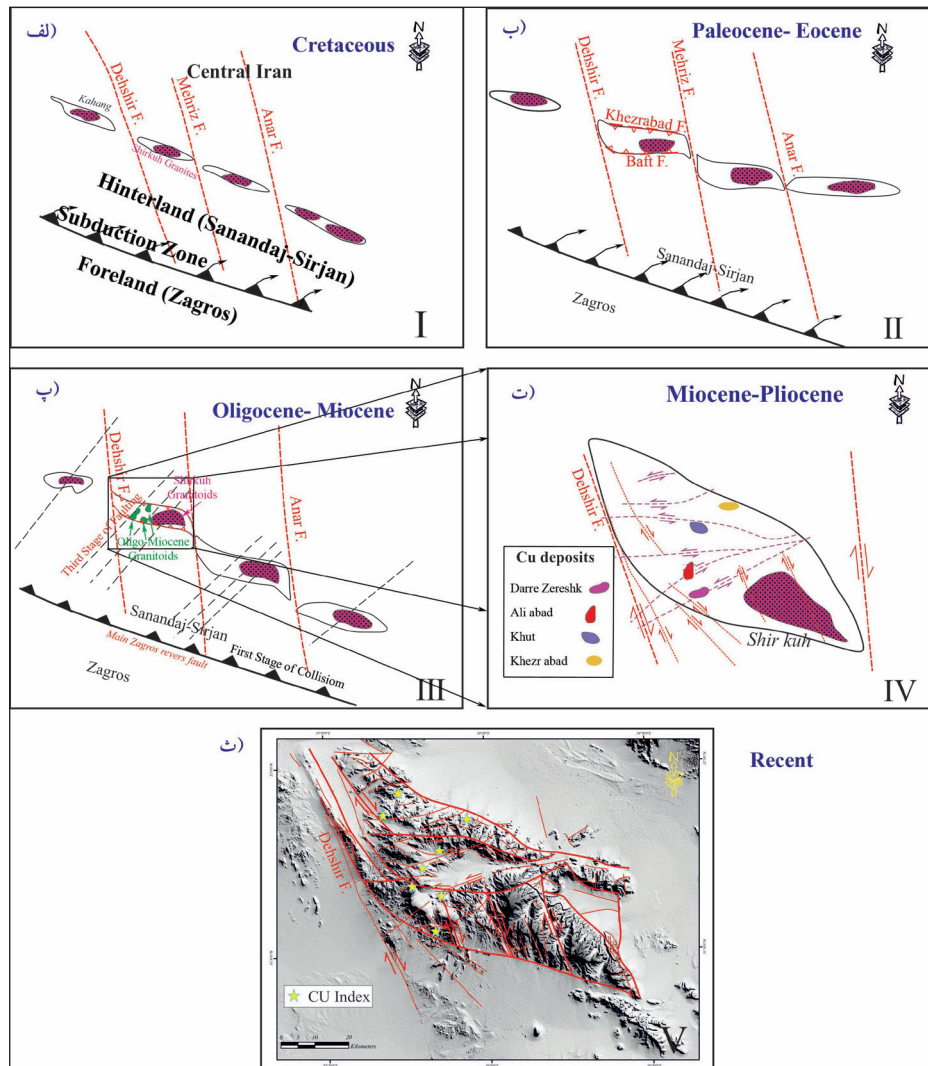 (لف
Cretaceous
N
Central Iran
Kahang
Dehshir F.
Mehriz F.
Anar F.
Shirkuh Granites
Hinterland (Sanandaj-Sirjan)
Subduction Zone
Foreland (Zagros)
I
(ب
Paleocene- Eocene
N
Dehshir F.
Mehriz F.
Khezrabad F.
Baft F.
Anar F.
Sanandaj-Sirjan
Zagros
II
(پ
Oligocene- Miocene
N
Dehshir F.
Shirkuh
Granitoids
Anar F.
Third Stage of Faulting
Oligo-Miocene
Granitoids
Sanandaj-Sirjan
Main Zagros revers fault
First Stage of Collisiom
Zagros
III
(ت
Miocene-Pliocene
N
Dehshir F.
Cu deposits
Darre Zereshk
Ali abad
Khut
Khezr abad
Shir kuh
IV
(ث
Recent
N
Dehshir F.
CU Index
Kilometers
V